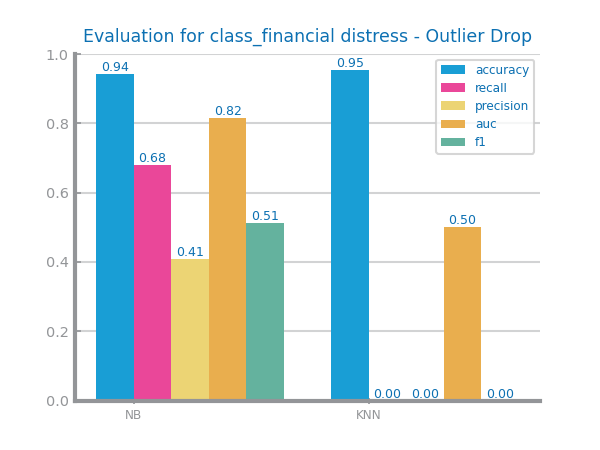 Evaluation for class_financial distress - Outlier Drop
1.0
0.8
0.6
0.4
0.2
0.0
0.94
0.68
0.41
0.82
0.51
0.95
0.00
0.00
0.50
0.00
accuracy
recall
precision
auc
f1
NB
KNN